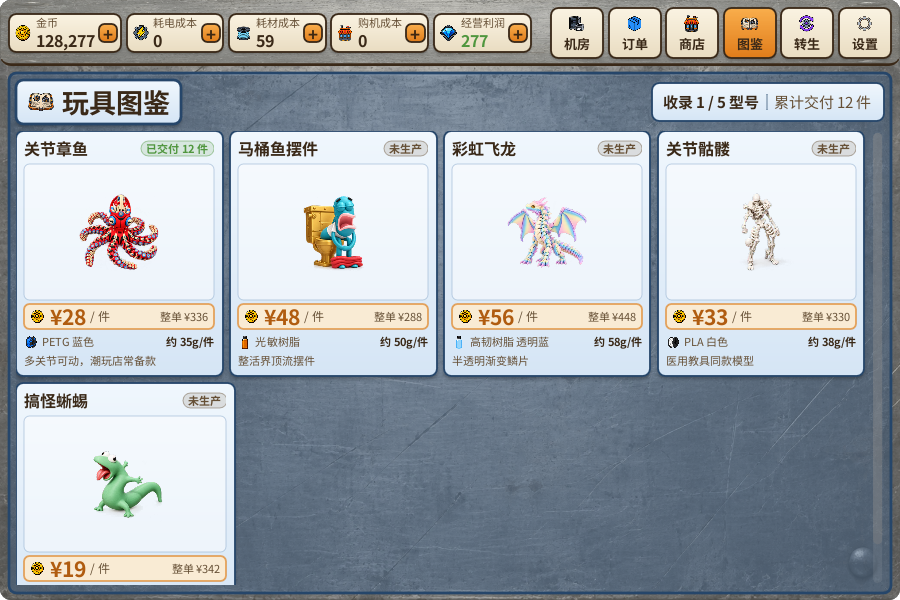 金币
128,277
耗电成本
0
耗材成本
59
购机成本
0
经营利润
277
机房
订单
商店
图鉴
转生
设置
玩具图鉴
收录 1 / 5 型号 | 累计交付 12 件
关节章鱼
已交付 12 件
¥28 / 件
整单 ¥336
PETG 蓝色
约 35g/件
多关节可动，潮玩店常备款
马桶鱼摆件
未生产
¥48 / 件
整单 ¥288
光敏树脂
约 50g/件
整活界顶流摆件
彩虹飞龙
未生产
¥56 / 件
整单 ¥448
高韧树脂 透明蓝
约 58g/件
半透明渐变鳞片
关节骷髅
未生产
¥33 / 件
整单 ¥330
PLA 白色
约 38g/件
医用教具同款模型
搞怪蜥蜴
未生产
¥19 / 件
整单 ¥342